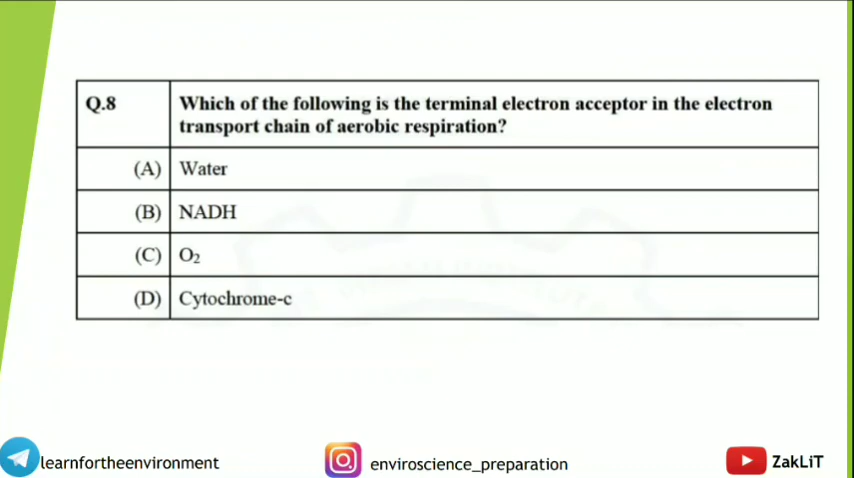 Q.8 Which of the following is the terminal electron acceptor in the electron
transport chain of aerobic respiration?
(A) Water
(B) NADH
(C) O₂
(D) Cytochrome-c
learnfortheenvironment
enviroscience_preparation
ZakLiT